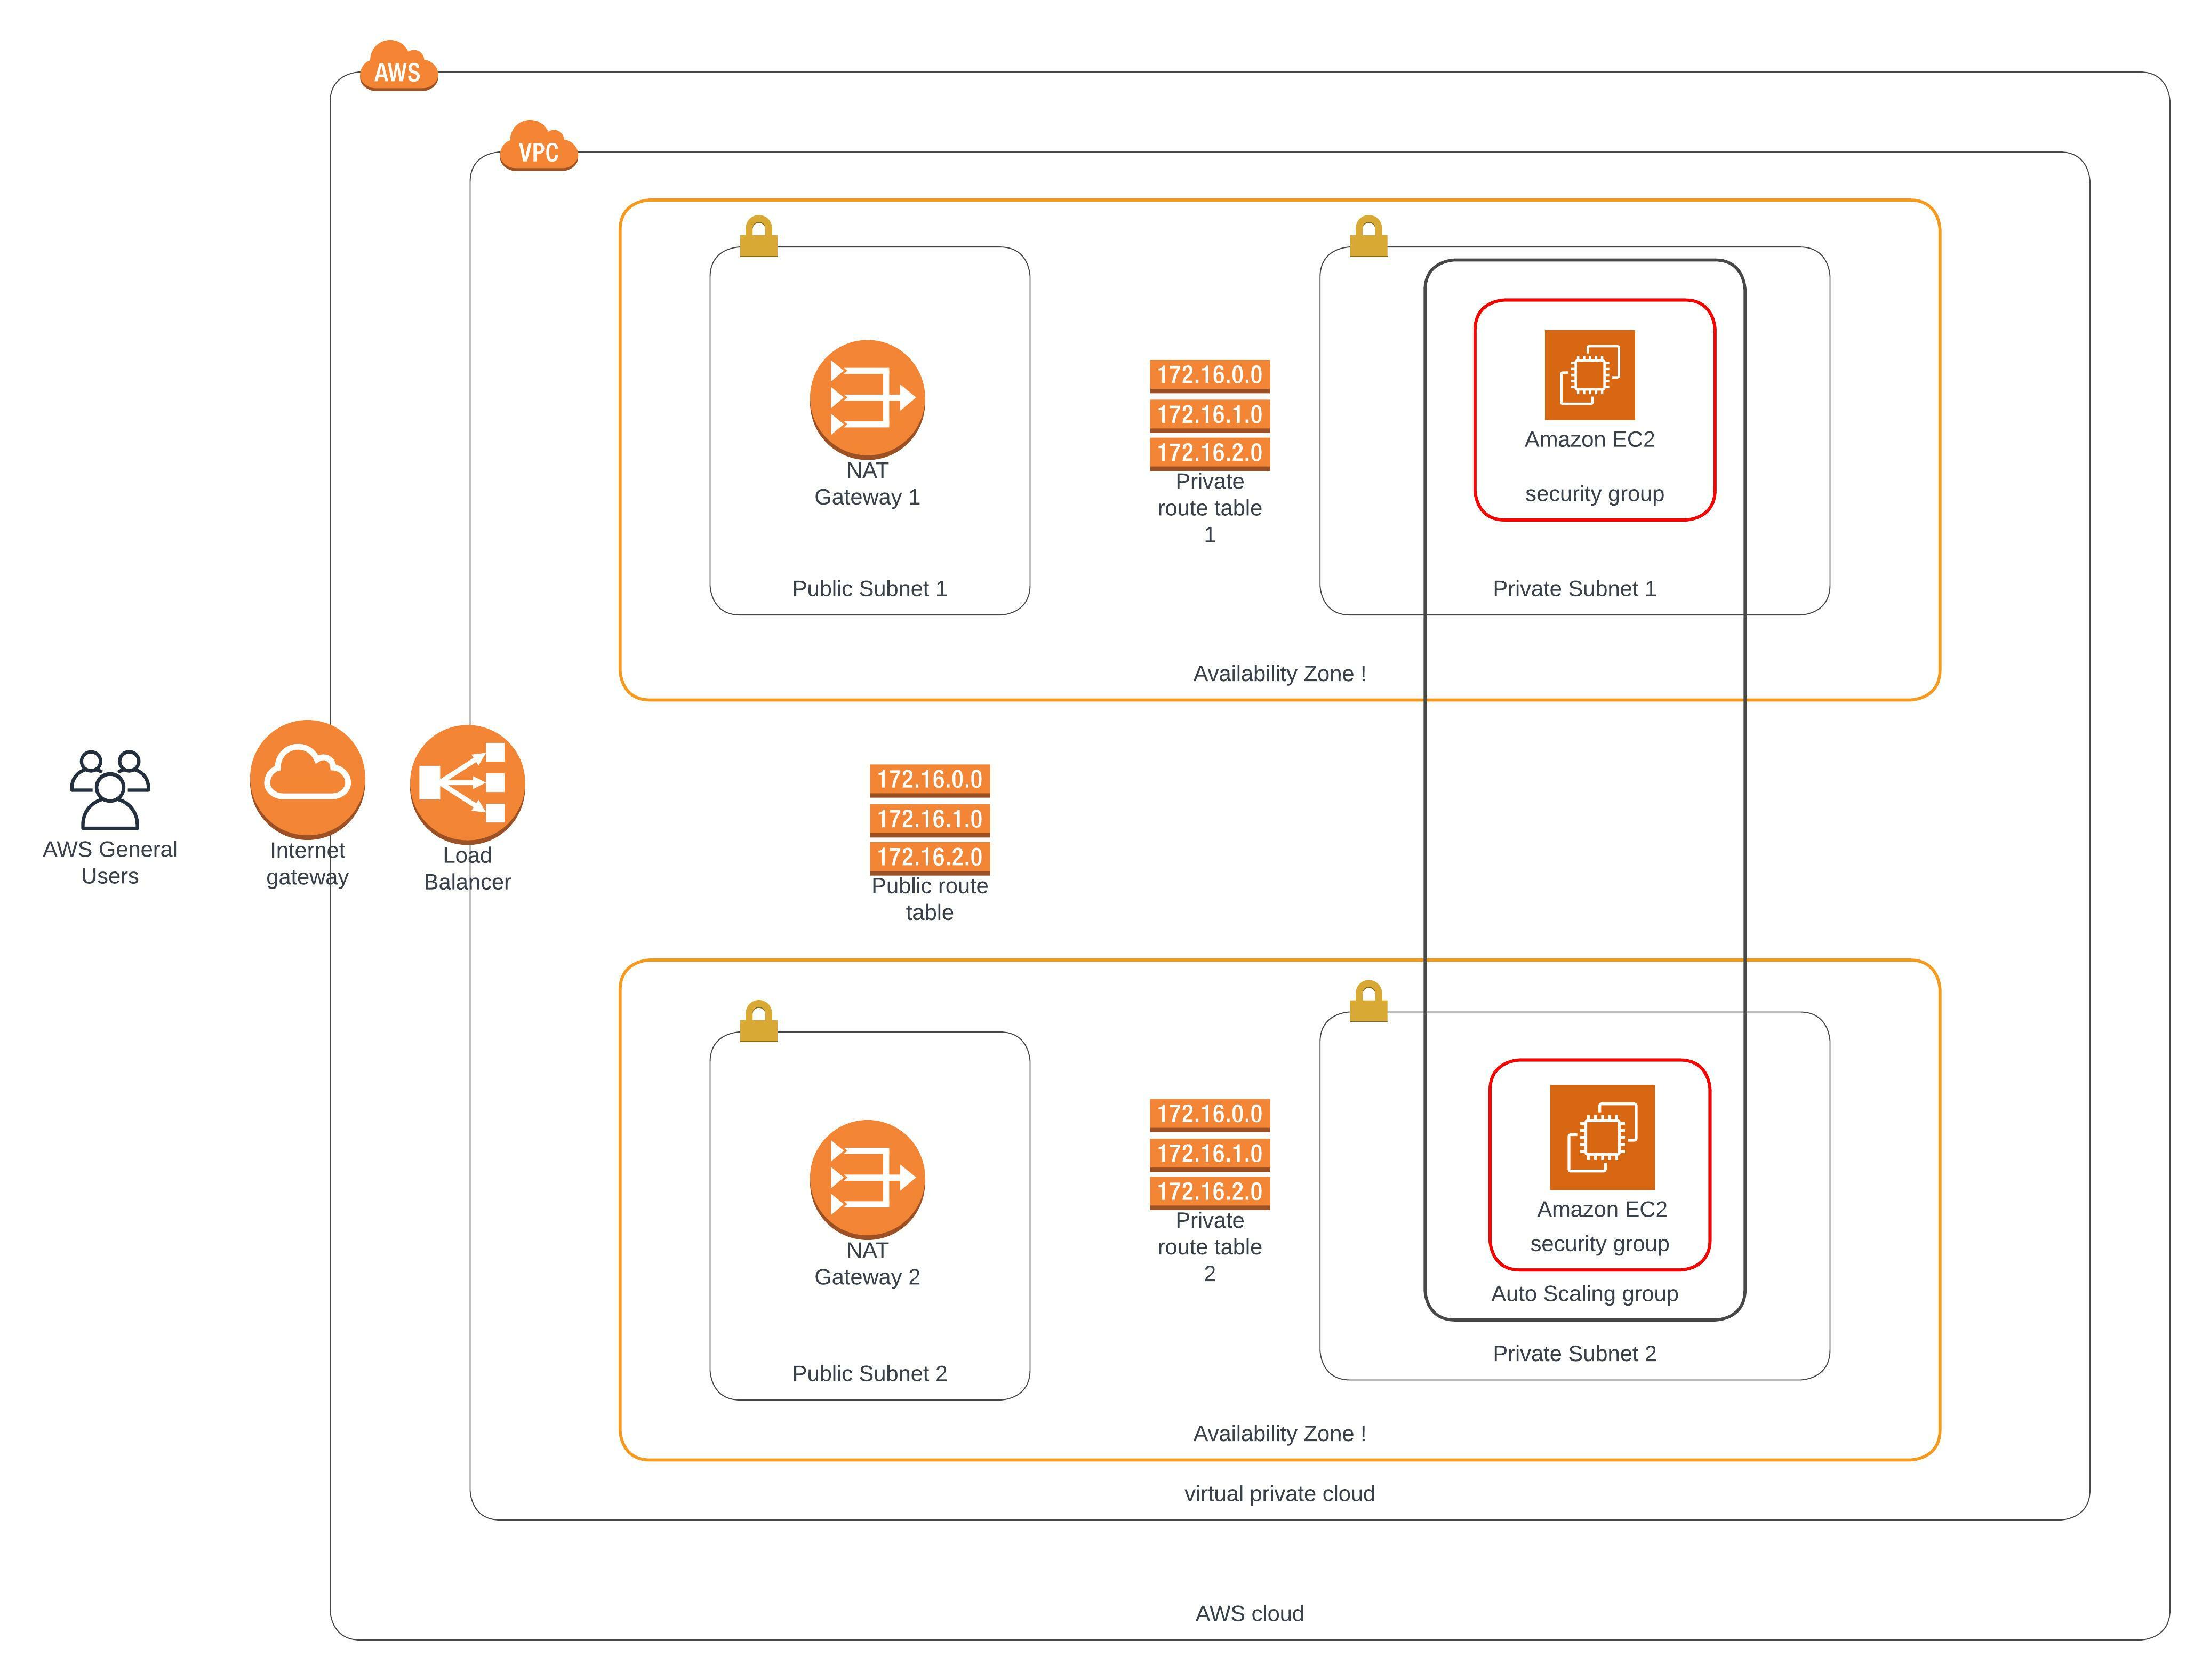 AWS
VPC
NAT
Gateway 1
Public Subnet 1
172.16.0.0
172.16.1.0
172.16.2.0
Private
route table
1
Amazon EC2
security group
Private Subnet 1
Availability Zone !
AWS General
Users
Internet
gateway
Load
Balancer
172.16.0.0
172.16.1.0
172.16.2.0
Public route
table
NAT
Gateway 2
Public Subnet 2
172.16.0.0
172.16.1.0
172.16.2.0
Private
route table
2
Amazon EC2
security group
Auto Scaling group
Private Subnet 2
Availability Zone !
virtual private cloud
AWS cloud